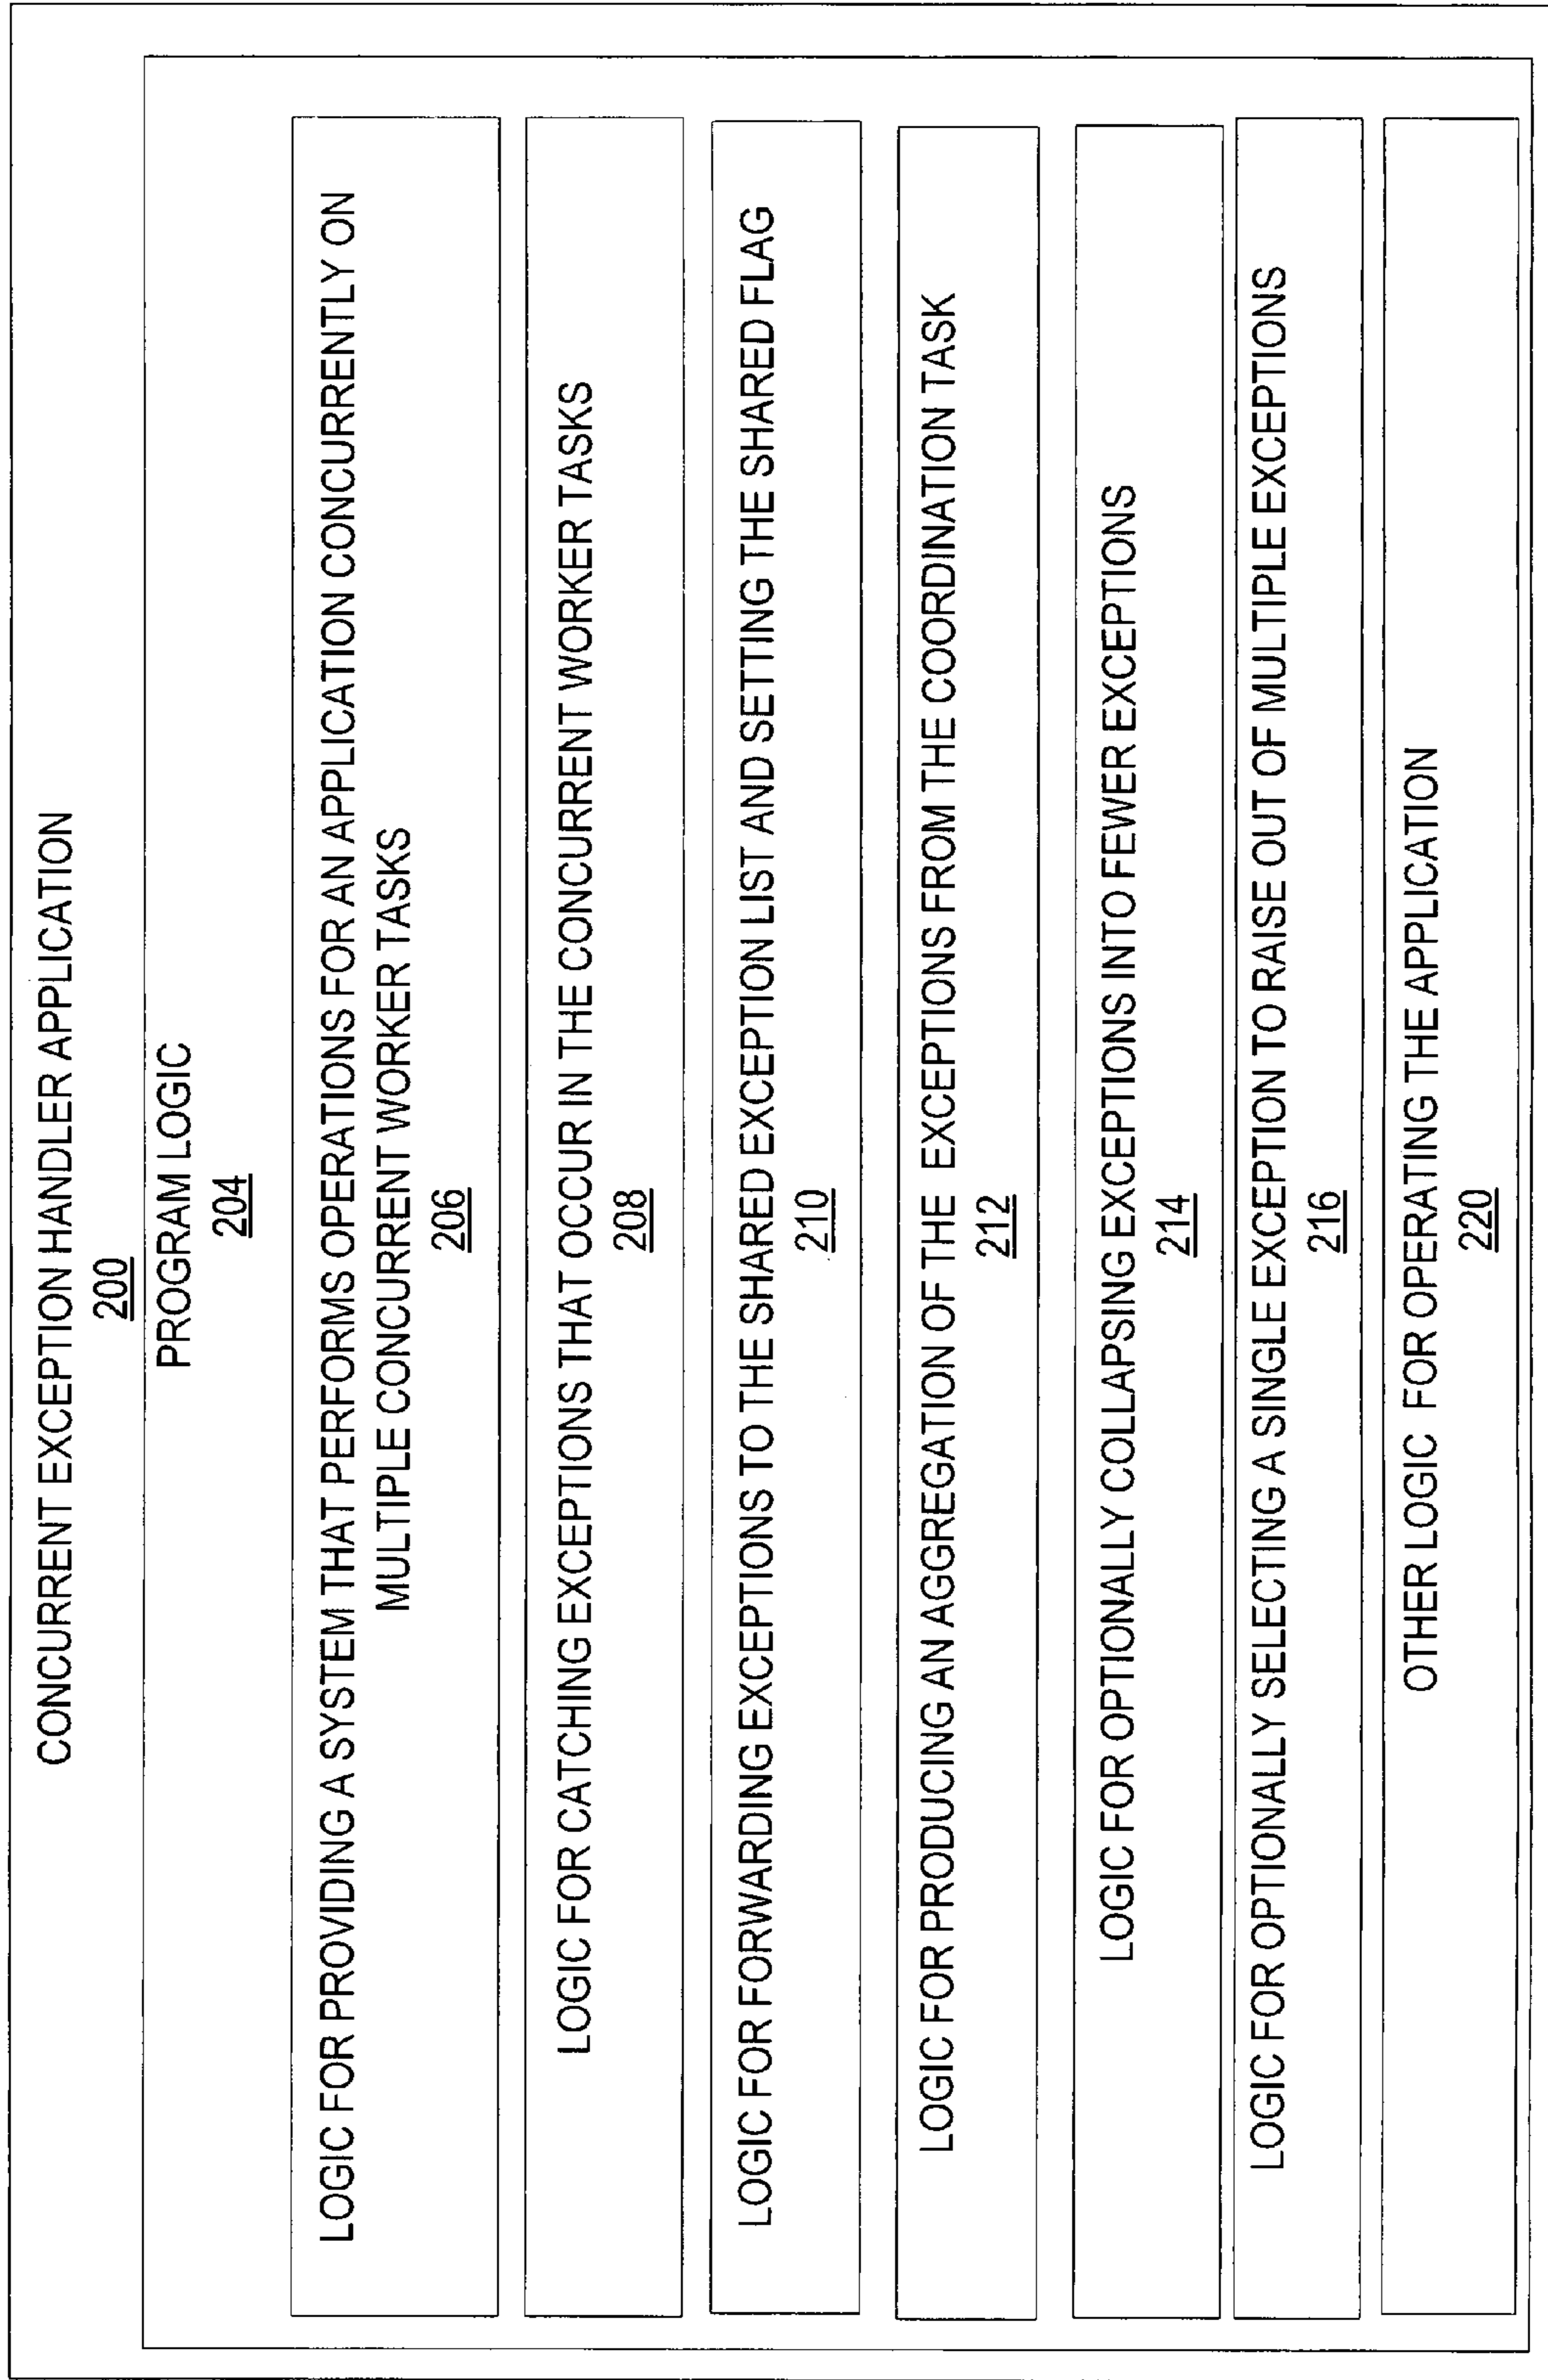 CONCURRENT EXCEPTION HANDLER APPLICATION
200
PROGRAM LOGIC
204
LOGIC FOR PROVIDING A SYSTEM THAT PERFORMS OPERATIONS FOR AN APPLICATION CONCURRENTLY ON
MULTIPLE CONCURRENT WORKER TASKS
206
LOGIC FOR CATCHING EXCEPTIONS THAT OCCUR IN THE CONCURRENT WORKER TASKS
208
LOGIC FOR FORWARDING EXCEPTIONS TO THE SHARED EXCEPTION LIST AND SETTING THE SHARED FLAG
210
LOGIC FOR PRODUCING AN AGGREGATION OF THE EXCEPTIONS FROM THE COORDINATION TASK
212
LOGIC FOR OPTIONALLY COLLAPSING EXCEPTIONS INTO FEWER EXCEPTIONS
214
LOGIC FOR OPTIONALLY SELECTING A SINGLE EXCEPTION TO RAISE OUT OF MULTIPLE EXCEPTIONS
216
OTHER LOGIC FOR OPERATING THE APPLICATION
220